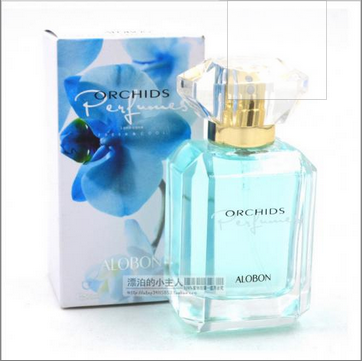 ORCHIDS
Perfumes
ALOBON
ORCHIDS
Perfumes
ALOBON
漂泊的小主人